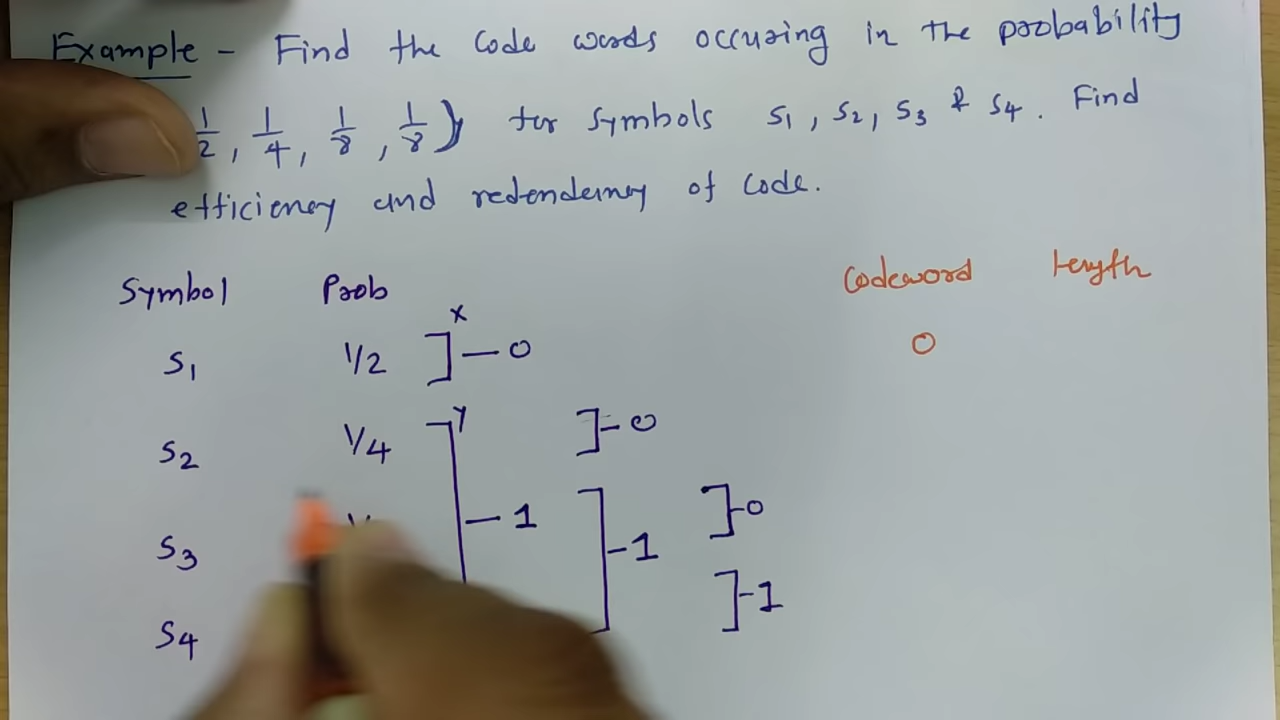 Example - Find the Code words occuring in the probability
1/2, 1/4, 1/8, 1/8} for symbols S1, S2, S3 & S4. Find
efficiency and redendemcy of code.
Symbol Prob Codeword Length
x
S1 1/2 ] — 0 0
y
S2 1/4 ] - 0
] — 1 ] - 0
S3 ] - 1
] - 1
S4